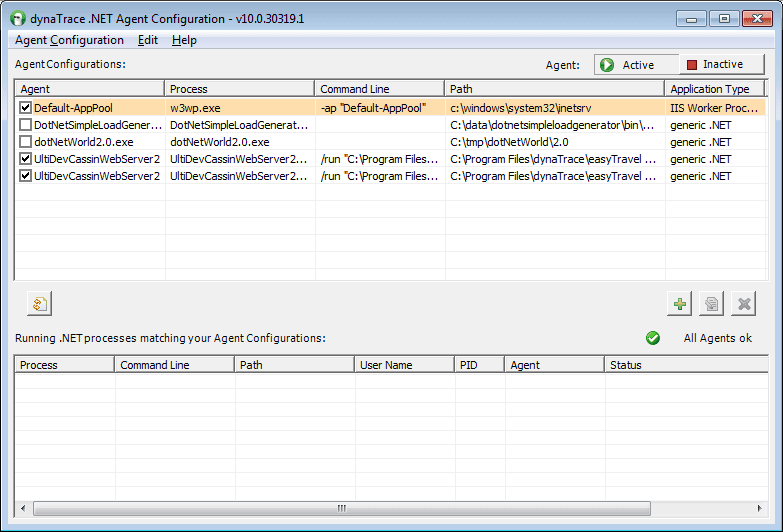 dynaTrace .NET Agent Configuration - v10.0.30319.1
Agent Configuration Edit Help
Agent Configurations: Agent: Active Inactive
Agent Process Command Line Path Application Type
Default-AppPool w3wp.exe -ap "Default-AppPool" c:\windows\system32\inetsrv IIS Worker Proc...
DotNetSimpleLoadGener... DotNetSimpleLoadGenerat... C:\data\dotnetsimpleloadgenerator\bin\... generic .NET
dotNetWorld2.0.exe dotNetWorld2.0.exe C:\tmp\dotNetWorld\2.0 generic .NET
UltiDevCassinWebServer2 UltiDevCassinWebServer2... /run "C:\Program Files... C:\Program Files\dynaTrace\easyTravel ... generic .NET
UltiDevCassinWebServer2 UltiDevCassinWebServer2... /run "C:\Program Files... C:\Program Files\dynaTrace\easyTravel ... generic .NET
Running .NET processes matching your Agent Configurations: All Agents ok
Process Command Line Path User Name PID Agent Status